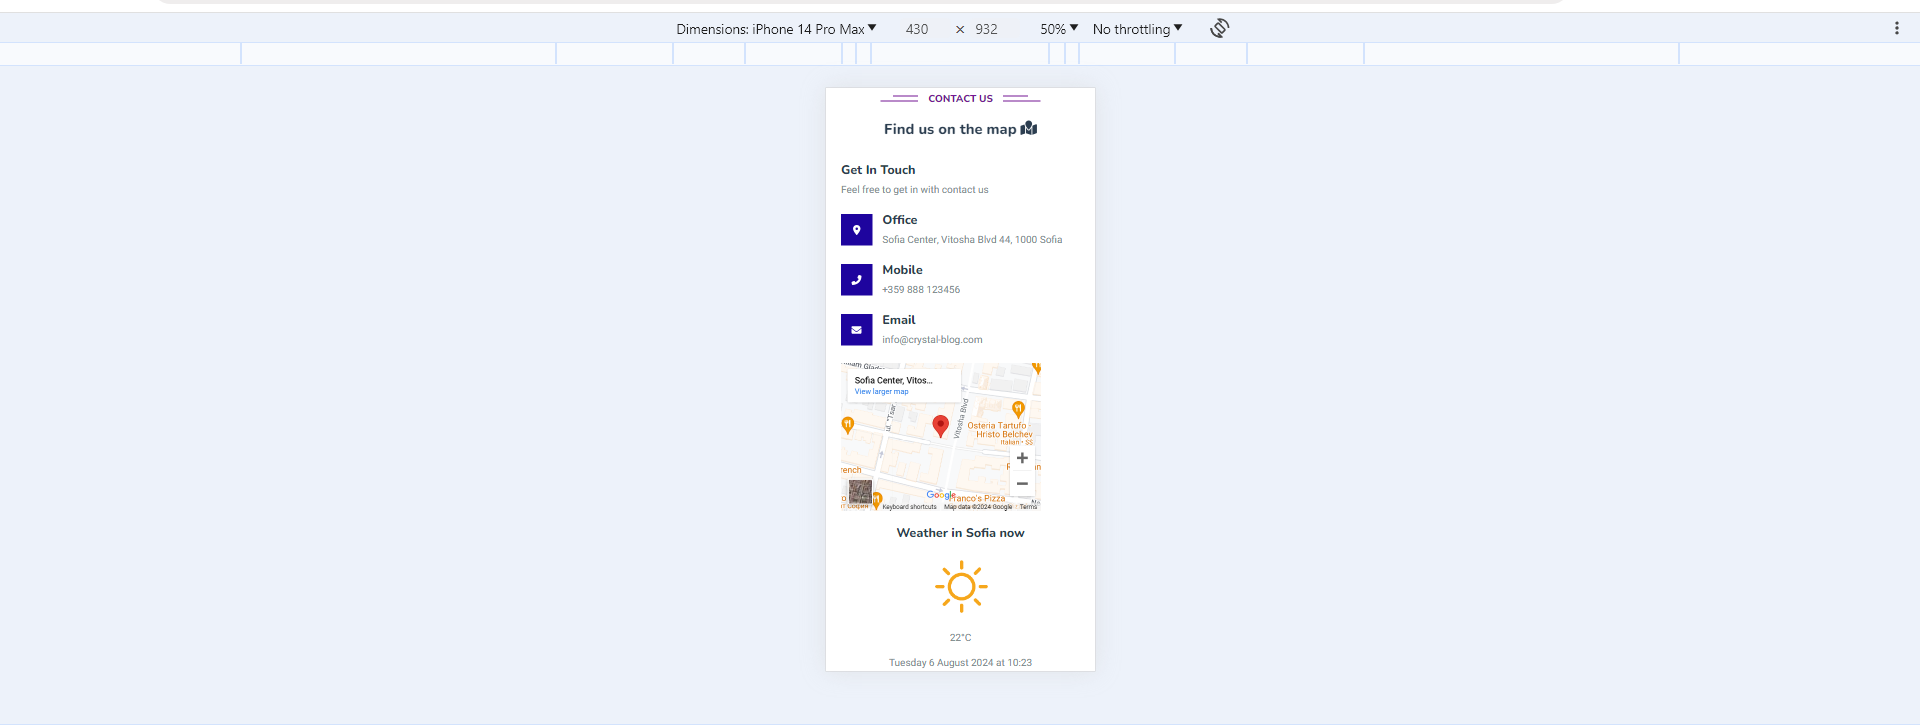 Dimensions: iPhone 14 Pro Max 430 × 932 50% No throttling
CONTACT US
Find us on the map
Get In Touch
Feel free to get in with contact us
Office
Sofia Center, Vitosha Blvd 44, 1000 Sofia
Mobile
+359 888 123456
Email
info@crystal-blog.com
Sofia Center, Vitos...
View larger map
ul. "Tsar
Vitosha Blvd
Osteria Tartufo
Hristo Belchev
Italian • $$
rench
Google
Franco's Pizza
Keyboard shortcuts Map data ©2024 Google Terms
Weather in Sofia now
22°C
Tuesday 6 August 2024 at 10:23